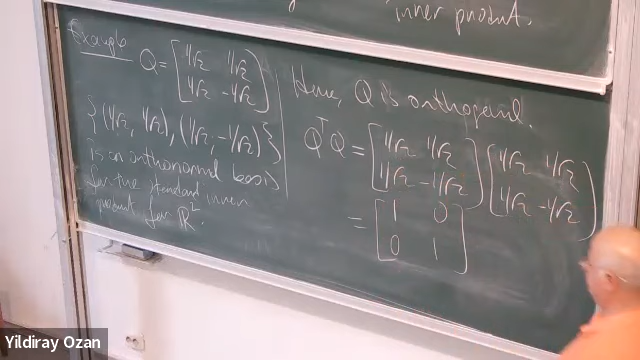 inner product.
Example
Q = [1/√2 1/√2
1/√2 -1/√2]
{(1/√2, 1/√2), (1/√2, -1/√2)}
is an orthonormal basis
for the standard inner
product for ℝ².
Hence, Q is orthogonal.
QᵀQ = [1/√2 1/√2
1/√2 -1/√2] [1/√2 1/√2
1/√2 -1/√2]
= [1 0
0 1]
Yildiray Ozan